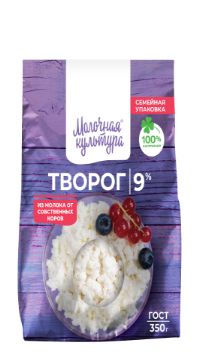 СЕМЕЙНАЯ
УПАКОВКА
Молочная
культура
100%
ТВОРОГ 9%
ИЗ МОЛОКА ОТ
СОБСТВЕННЫХ
КОРОВ
ГОСТ
350г